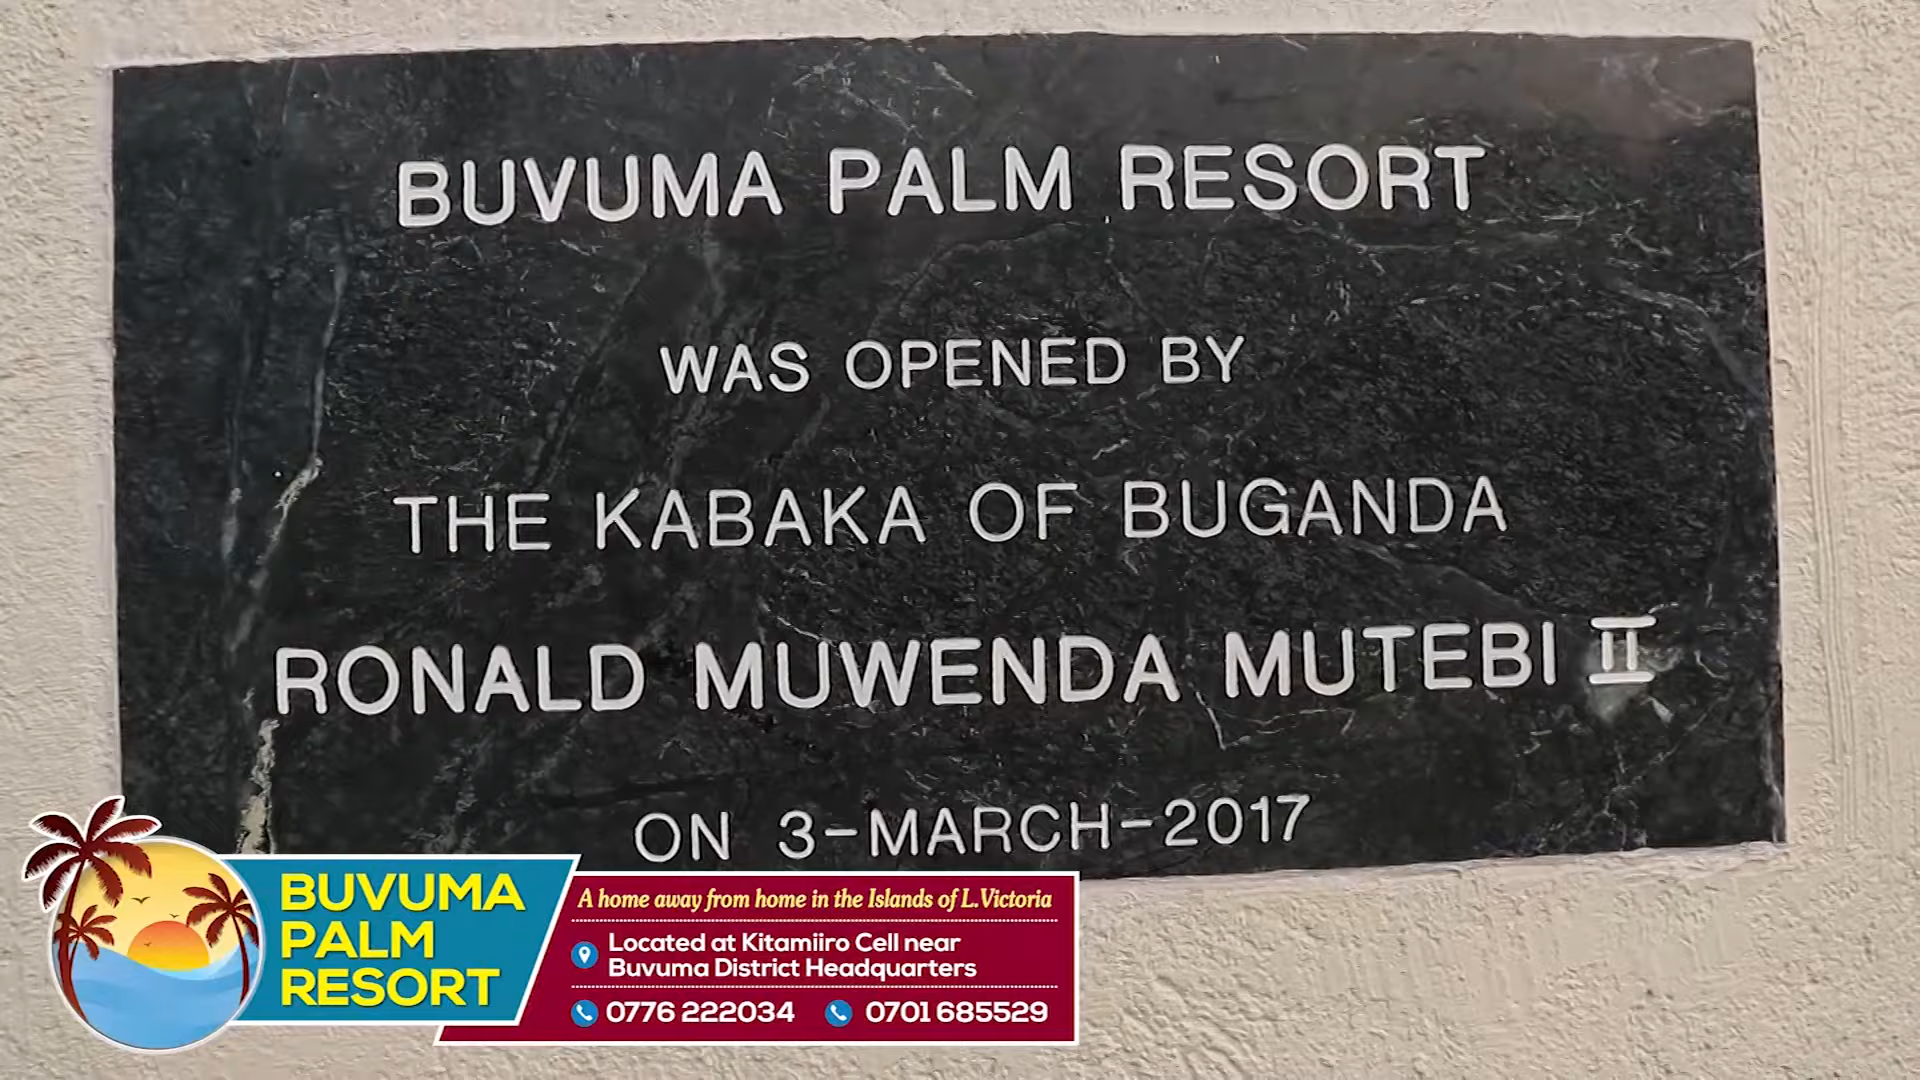 BUVUMA PALM RESORT
WAS OPENED BY
THE KABAKA OF BUGANDA
RONALD MUWENDA MUTEBI II
ON 3-MARCH-2017
BUVUMA
PALM
RESORT
A home away from home in the Islands of L.Victoria
Located at Kitamiiro Cell near
Buvuma District Headquarters
0776 222034 0701 685529